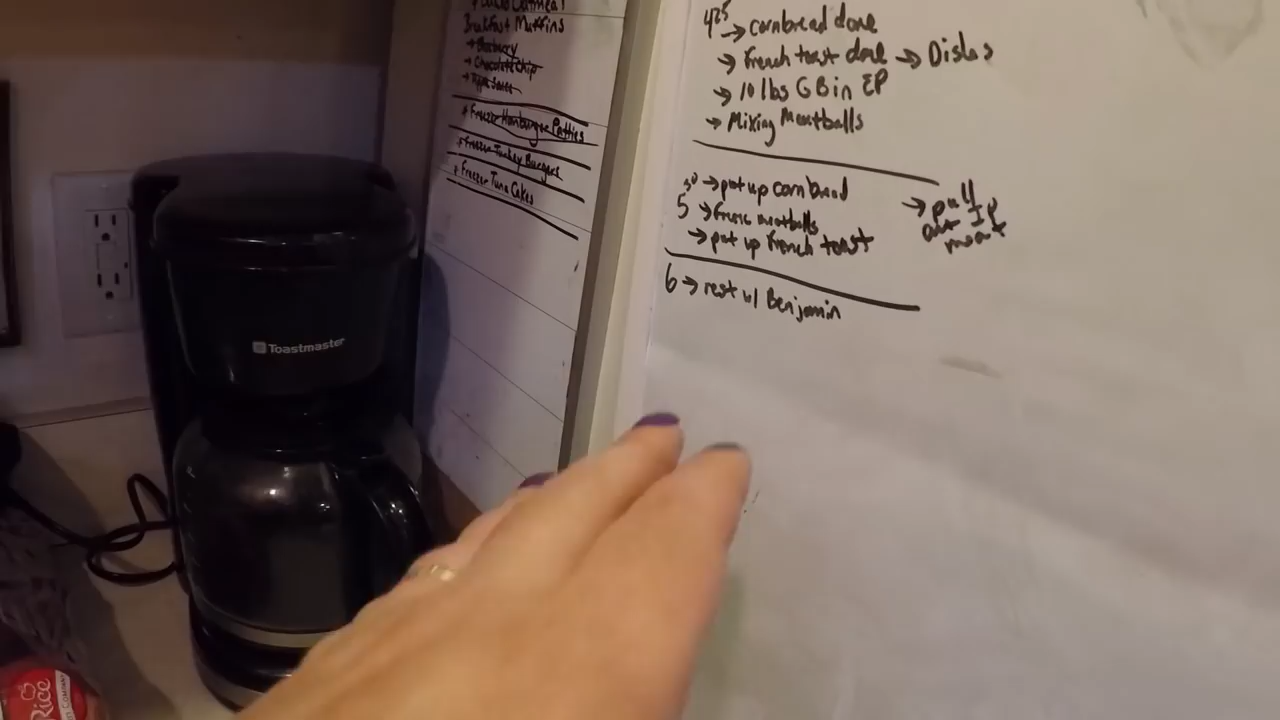 Breakfast Muffins
→ Blueberry
→ Chocolate Chip
* Freezer Hamburger Patties
* Freezer Turkey Burgers
* Freezer Tuna Cakes
Toastmaster
Rice
425 → cornbread done
→ French toast done → Dishes
→ 10 lbs GB in EP
→ Mixing Meatballs
30 → put up cornbread
5 → freeze meatballs
→ put up French toast
→ pull
out IP
meat
6 → rest w/ Benjamin